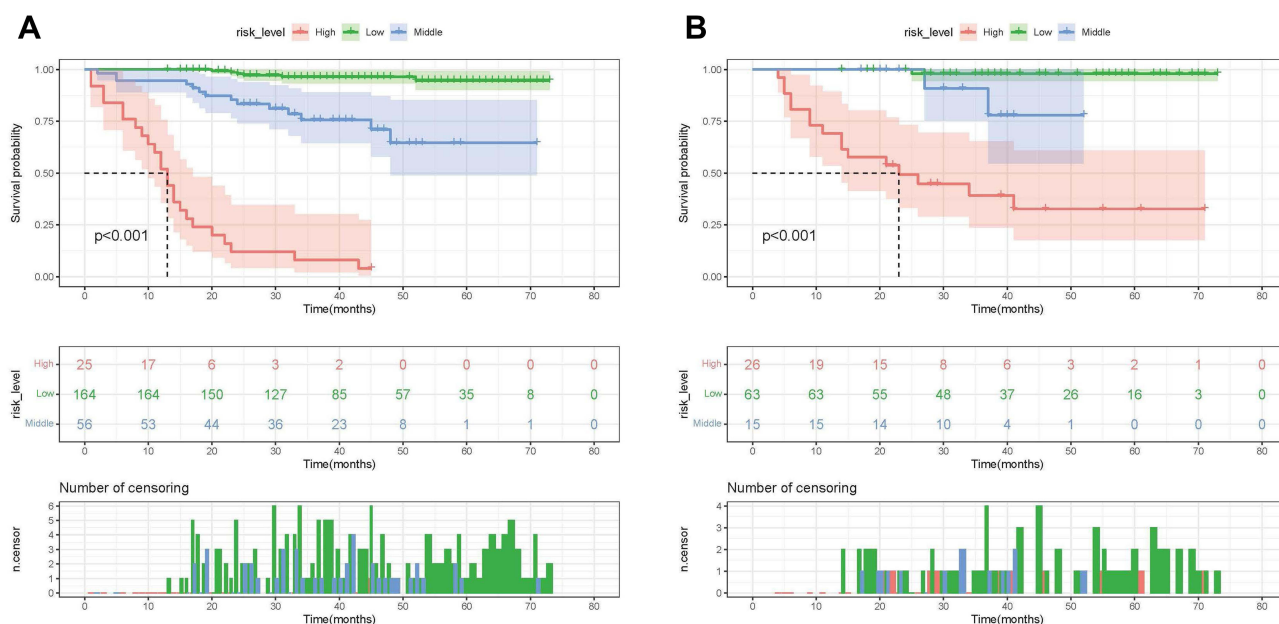 A
risk_level High Low Middle
1.00
0.75
0.50
0.25
0.00
Survival probability
p<0.001
0 10 20 30 40 50 60 70 80
Time(months)
risk_level
High 25 17 6 3 2 0 0 0 0
Low 164 164 150 127 85 57 35 8 0
Middle 56 53 44 36 23 8 1 1 0
0 10 20 30 40 50 60 70 80
Time(months)
Number of censoring
n.censor
6
5
4
3
2
1
0
0 10 20 30 40 50 60 70 80
Time(months)
B
risk_level High Low Middle
1.00
0.75
0.50
0.25
0.00
Survival probability
p<0.001
0 10 20 30 40 50 60 70 80
Time(months)
risk_level
High 26 19 15 8 6 3 2 1 0
Low 63 63 55 48 37 26 16 3 0
Middle 15 15 14 10 4 1 0 0 0
0 10 20 30 40 50 60 70 80
Time(months)
Number of censoring
n.censor
4
3
2
1
0
0 10 20 30 40 50 60 70 80
Time(months)